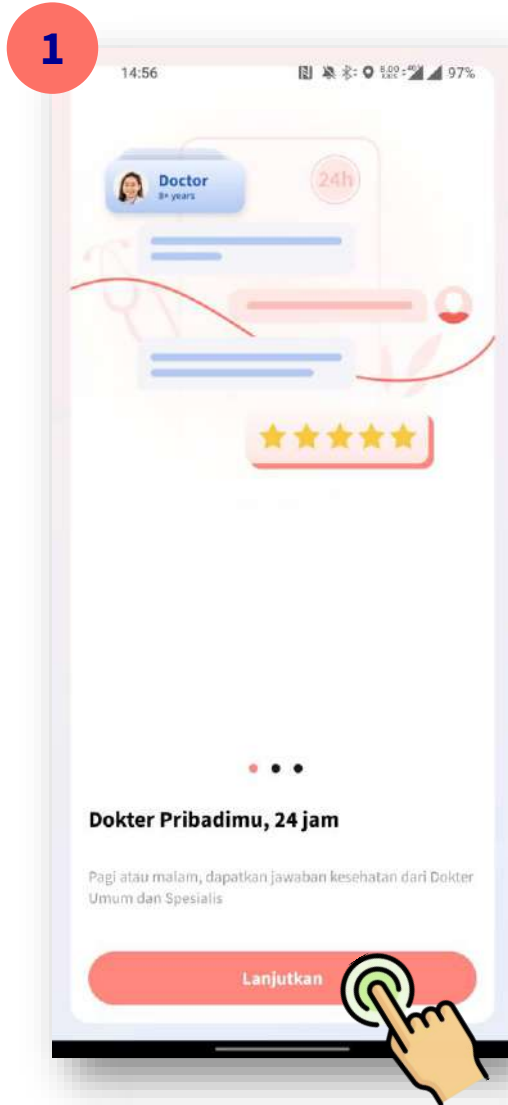 1
14:56
97%
Doctor
8+ years
24h
Dokter Pribadimu, 24 jam
Pagi atau malam, dapatkan jawaban kesehatan dari Dokter
Umum dan Spesialis
Lanjutkan